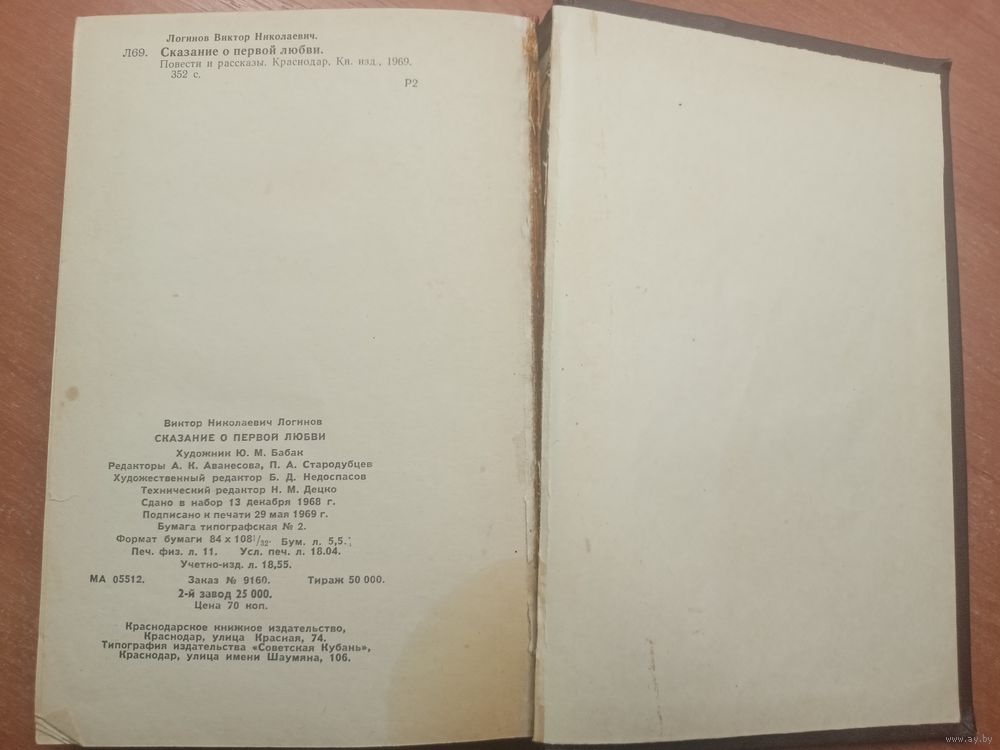 Логинов Виктор Николаевич.
Л69. Сказание о первой любви.
Повести и рассказы. Краснодар, Кн. изд., 1969.
352 с.
Р2
Виктор Николаевич Логинов
СКАЗАНИЕ О ПЕРВОЙ ЛЮБВИ
Художник Ю. М. Бабак
Редакторы А. К. Аванесова, П. А. Стародубцев
Художественный редактор Б. Д. Недоспасов
Технический редактор Н. М. Децко
Сдано в набор 13 декабря 1968 г.
Подписано к печати 29 мая 1969 г.
Бумага типографская № 2.
Формат бумаги 84 х 108¹/₃₂. Бум. л. 5,5.
Печ. физ. л. 11. Усл. печ. л. 18.04.
Учетно-изд. л. 18,55.
МА 05512. Заказ № 9160. Тираж 50 000.
2-й завод 25 000.
Цена 70 коп.
Краснодарское книжное издательство,
Краснодар, улица Красная, 74.
Типография издательства «Советская Кубань»,
Краснодар, улица имени Шаумяна, 106.
www.ay.by